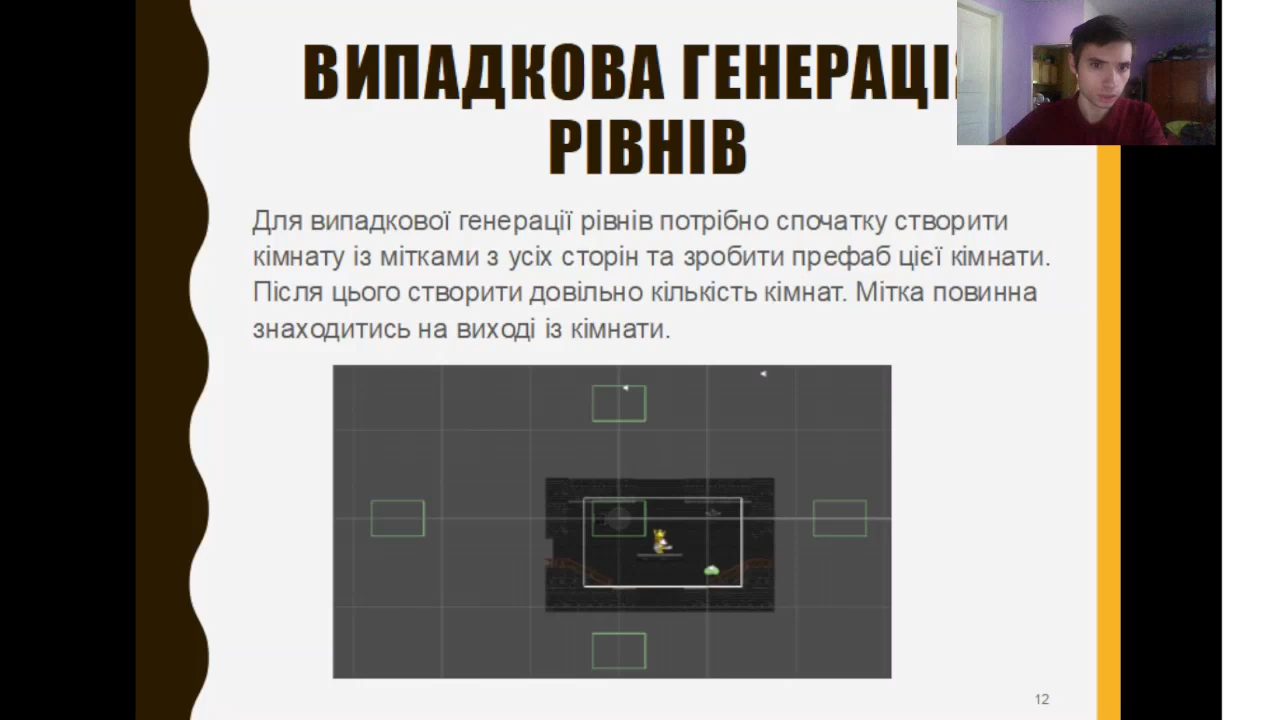 ВИПАДКОВА ГЕНЕРАЦІЯ
РІВНІВ
Для випадкової генерації рівнів потрібно спочатку створити
кімнату із мітками з усіх сторін та зробити префаб цієї кімнати.
Після цього створити довільно кількість кімнат. Мітка повинна
знаходитись на виході із кімнати.
12